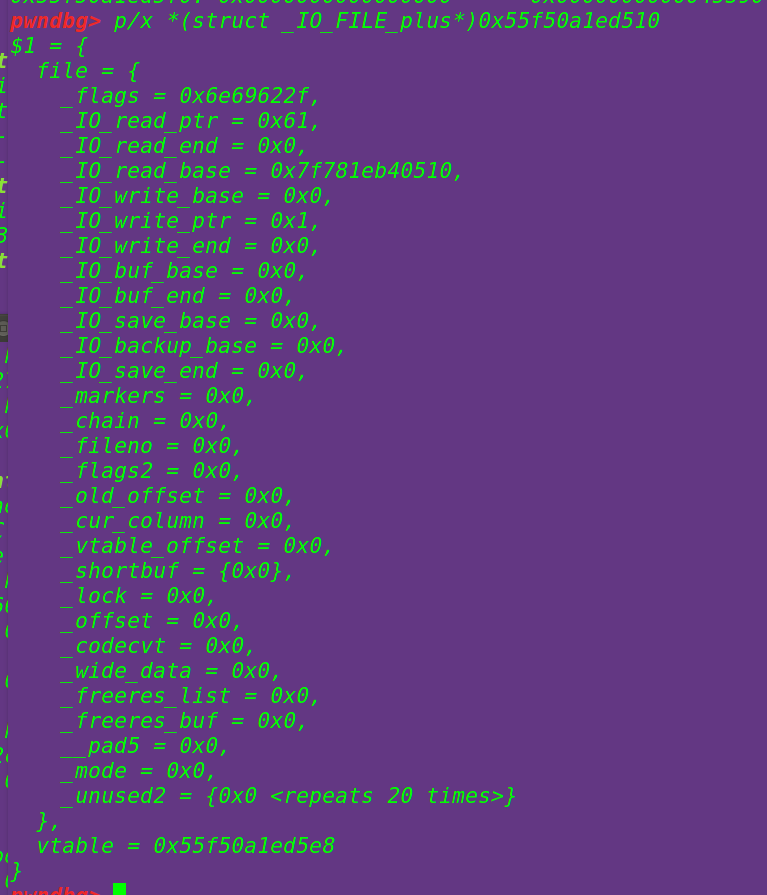 pwndbg> p/x *(struct _IO_FILE_plus*)0x55f50a1ed510
$1 = {
  file = {
    _flags = 0x6e69622f,
    _IO_read_ptr = 0x61,
    _IO_read_end = 0x0,
    _IO_read_base = 0x7f781eb40510,
    _IO_write_base = 0x0,
    _IO_write_ptr = 0x1,
    _IO_write_end = 0x0,
    _IO_buf_base = 0x0,
    _IO_buf_end = 0x0,
    _IO_save_base = 0x0,
    _IO_backup_base = 0x0,
    _IO_save_end = 0x0,
    _markers = 0x0,
    _chain = 0x0,
    _fileno = 0x0,
    _flags2 = 0x0,
    _old_offset = 0x0,
    _cur_column = 0x0,
    _vtable_offset = 0x0,
    _shortbuf = {0x0},
    _lock = 0x0,
    _offset = 0x0,
    _codecvt = 0x0,
    _wide_data = 0x0,
    _freeres_list = 0x0,
    _freeres_buf = 0x0,
    __pad5 = 0x0,
    _mode = 0x0,
    _unused2 = {0x0 <repeats 20 times>}
  },
  vtable = 0x55f50a1ed5e8
}
pwndbg>